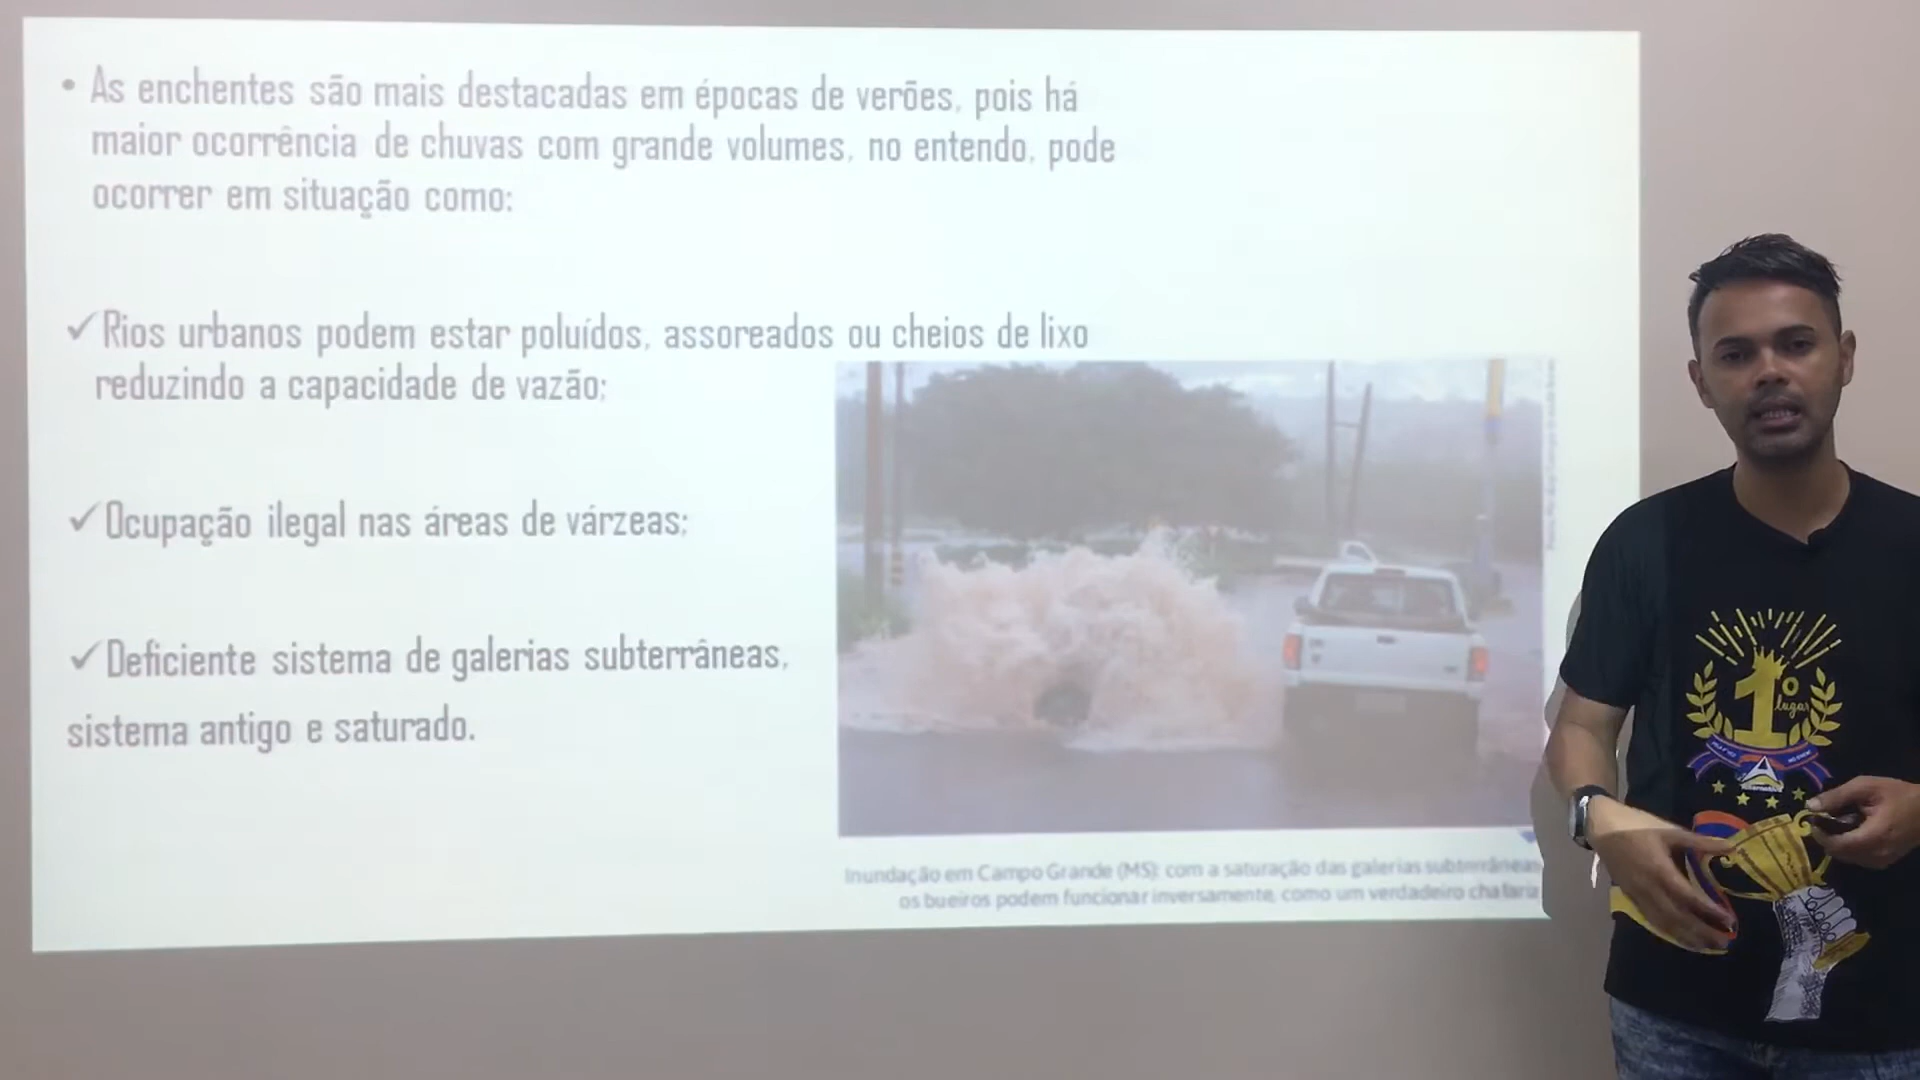 • As enchentes são mais destacadas em épocas de verões, pois há
maior ocorrência de chuvas com grande volumes, no entendo, pode
ocorrer em situação como:
✓Rios urbanos podem estar poluídos, assoreados ou cheios de lixo
reduzindo a capacidade de vazão;
✓Ocupação ilegal nas áreas de várzeas;
✓Deficiente sistema de galerias subterrâneas,
sistema antigo e saturado.
Inundação em Campo Grande (MS): com a saturação das galerias subterrâneas
os bueiros podem funcionar inversamente, como um verdadeiro chafariz
1º
lugar
Alternativa